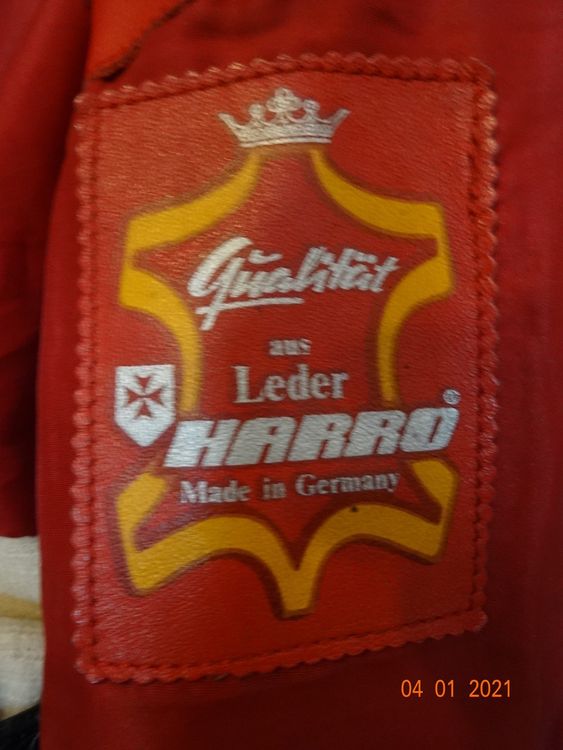 Qualität
aus
Leder
HARRO®
Made in Germany
04 01 2021